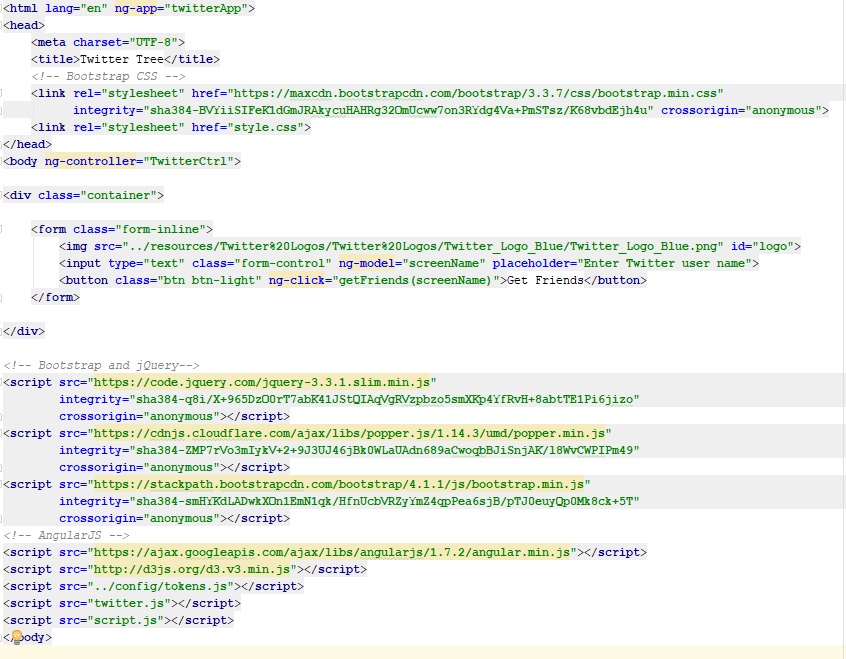 <html lang="en" ng-app="twitterApp">
<head>
<meta charset="UTF-8">
<title>Twitter Tree</title>
<!-- Bootstrap CSS -->
<link rel="stylesheet" href="https://maxcdn.bootstrapcdn.com/bootstrap/3.3.7/css/bootstrap.min.css"
integrity="sha384-BVYiiSIFeK1dGmJRAkycuHAHRg32OmUcww7on3RYdg4Va+PmSTsz/K68vbdEjh4u" crossorigin="anonymous">
<link rel="stylesheet" href="style.css">
</head>
<body ng-controller="TwitterCtrl">
<div class="container">
<form class="form-inline">
<img src="../resources/Twitter%20Logos/Twitter%20Logos/Twitter_Logo_Blue/Twitter_Logo_Blue.png" id="logo">
<input type="text" class="form-control" ng-model="screenName" placeholder="Enter Twitter user name">
<button class="btn btn-light" ng-click="getFriends(screenName)">Get Friends</button>
</form>
</div>
<!-- Bootstrap and jQuery-->
<script src="https://code.jquery.com/jquery-3.3.1.slim.min.js"
integrity="sha384-q8i/X+965DzO0rT7abK41JStQIAqVgRVzpbzo5smXKp4YfRvH+8abtTE1Pi6jizo"
crossorigin="anonymous"></script>
<script src="https://cdnjs.cloudflare.com/ajax/libs/popper.js/1.14.3/umd/popper.min.js"
integrity="sha384-ZMP7rVo3mIykV+2+9J3UJ46jBk0WLaUAdn689aCwoqbBJiSnjAK/l8WvCWPIPm49"
crossorigin="anonymous"></script>
<script src="https://stackpath.bootstrapcdn.com/bootstrap/4.1.1/js/bootstrap.min.js"
integrity="sha384-smHYKdLADwkXOn1EmN1qk/HfnUcbVRZyYmZ4qpPea6sjB/pTJ0euyQp0Mk8ck+5T"
crossorigin="anonymous"></script>
<!-- AngularJS -->
<script src="https://ajax.googleapis.com/ajax/libs/angularjs/1.7.2/angular.min.js"></script>
<script src="http://d3js.org/d3.v3.min.js"></script>
<script src="../config/tokens.js"></script>
<script src="twitter.js"></script>
<script src="script.js"></script>
</body>